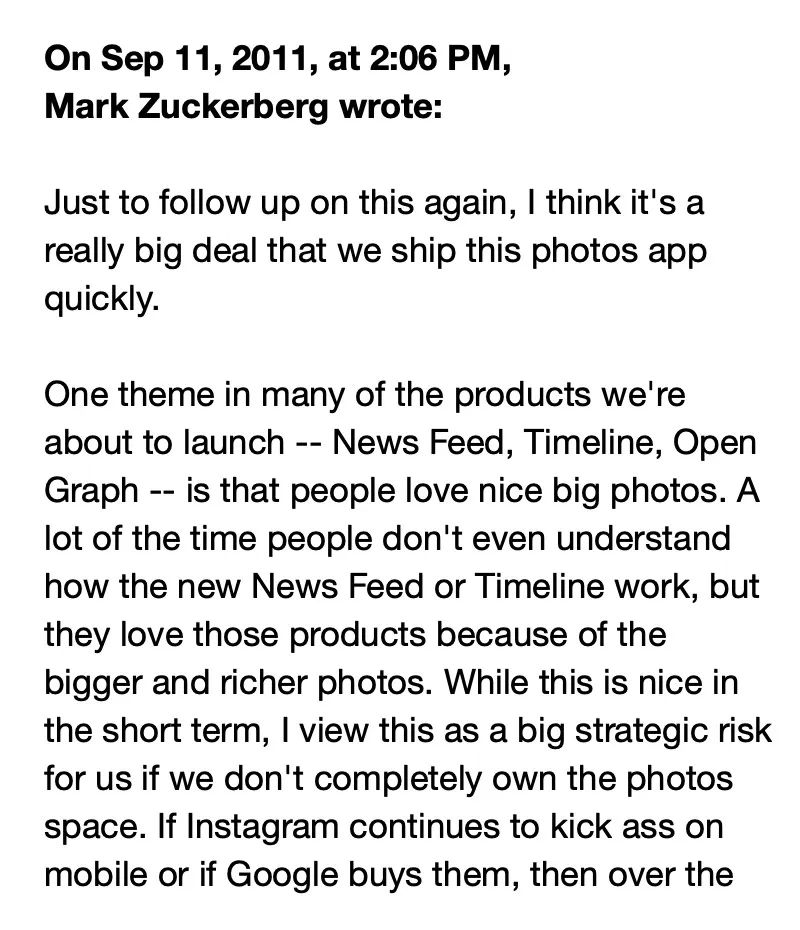 On Sep 11, 2011, at 2:06 PM,
Mark Zuckerberg wrote:
Just to follow up on this again, I think it's a
really big deal that we ship this photos app
quickly.
One theme in many of the products we're
about to launch -- News Feed, Timeline, Open
Graph -- is that people love nice big photos. A
lot of the time people don't even understand
how the new News Feed or Timeline work, but
they love those products because of the
bigger and richer photos. While this is nice in
the short term, I view this as a big strategic risk
for us if we don't completely own the photos
space. If Instagram continues to kick ass on
mobile or if Google buys them, then over the